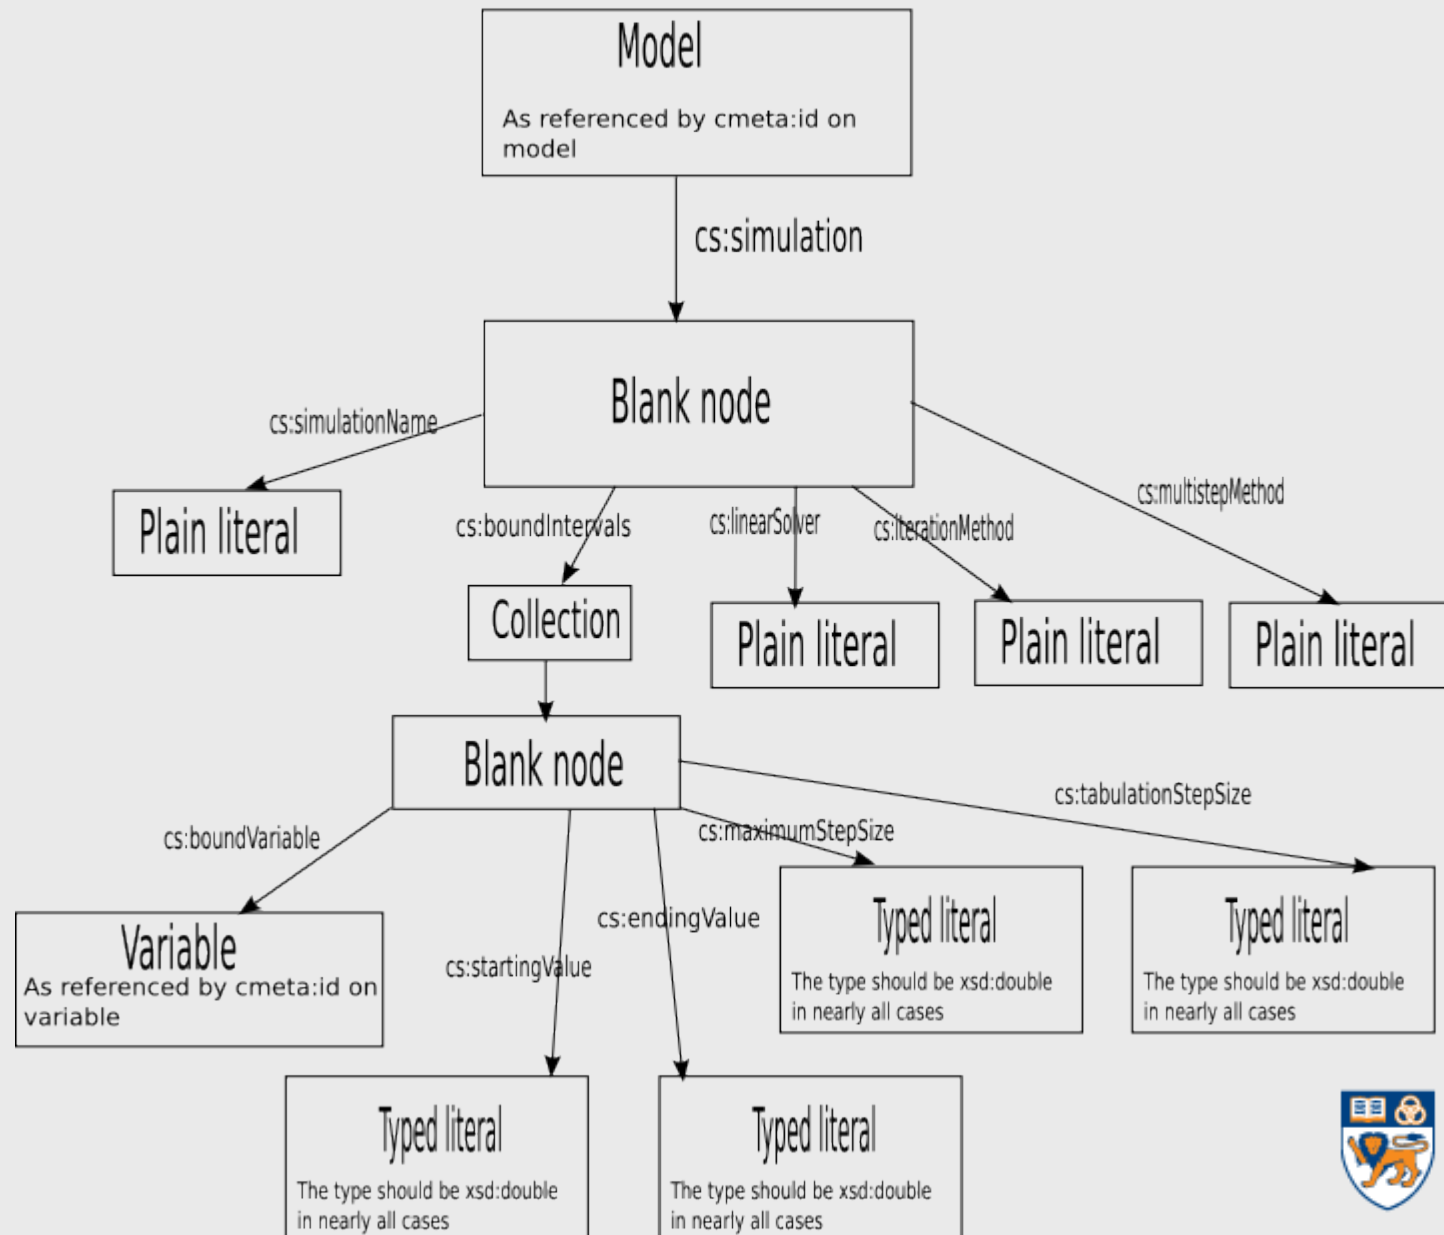 Model
As referenced by cmeta:id on
model
cs:simulation
Blank node
cs:simulationName
Plain literal
cs:boundIntervals
cs:linearSolver
cs:iterationMethod
cs:multistepMethod
Collection
Plain literal
Plain literal
Plain literal
Blank node
cs:boundVariable
cs:startingValue
cs:endingValue
cs:maximumStepSize
cs:tabulationStepSize
Variable
As referenced by cmeta:id on
variable
Typed literal
The type should be xsd:double
in nearly all cases
Typed literal
The type should be xsd:double
in nearly all cases
Typed literal
The type should be xsd:double
in nearly all cases
Typed literal
The type should be xsd:double
in nearly all cases